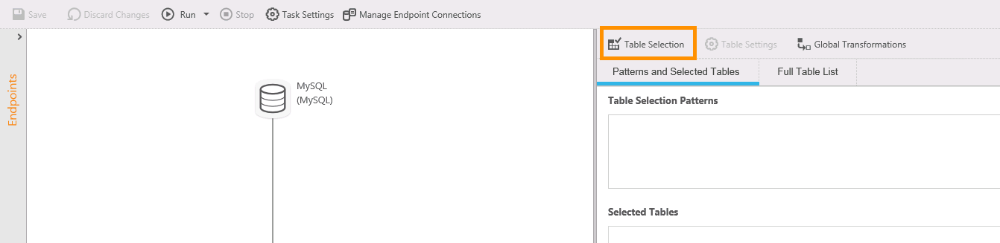 Save Discard Changes Run Stop Task Settings Manage Endpoint Connections
Endpoints
MySQL
(MySQL)
Table Selection Table Settings Global Transformations
Patterns and Selected Tables Full Table List
Table Selection Patterns
Selected Tables